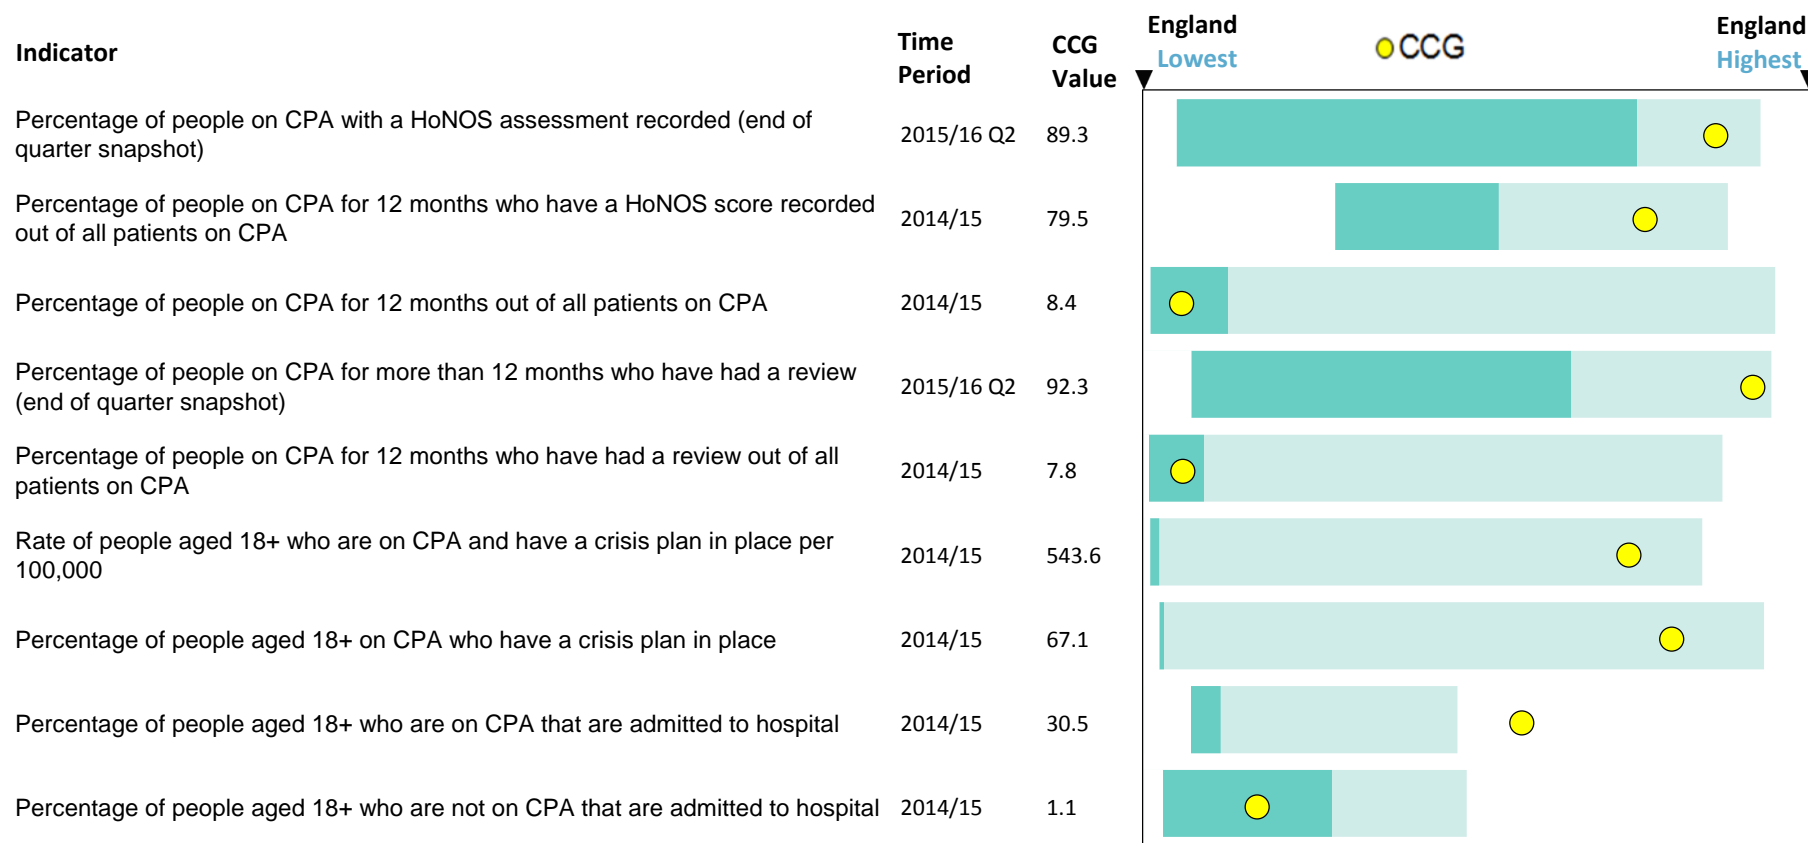 Indicator
Time
Period
CCG
Value
England
Lowest
CCG
England
Highest
Percentage of people on CPA with a HoNOS assessment recorded (end of
quarter snapshot)
2015/16 Q2
89.3
Percentage of people on CPA for 12 months who have a HoNOS score recorded
out of all patients on CPA
2014/15
79.5
Percentage of people on CPA for 12 months out of all patients on CPA
2014/15
8.4
Percentage of people on CPA for more than 12 months who have had a review
(end of quarter snapshot)
2015/16 Q2
92.3
Percentage of people on CPA for 12 months who have had a review out of all
patients on CPA
2014/15
7.8
Rate of people aged 18+ who are on CPA and have a crisis plan in place per
100,000
2014/15
543.6
Percentage of people aged 18+ on CPA who have a crisis plan in place
2014/15
67.1
Percentage of people aged 18+ who are on CPA that are admitted to hospital
2014/15
30.5
Percentage of people aged 18+ who are not on CPA that are admitted to hospital
2014/15
1.1